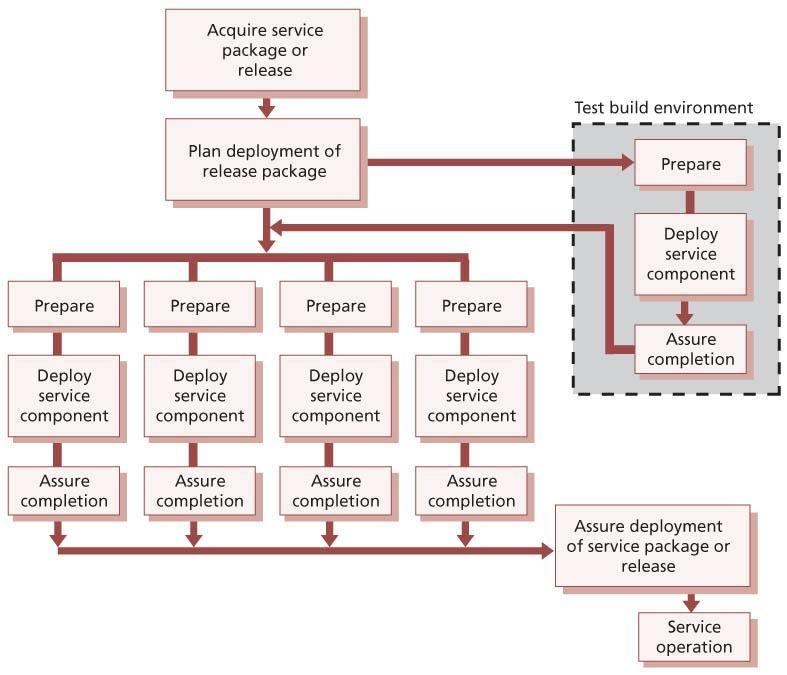 Acquire service
package or
release
Plan deployment of
release package
Test build environment
Prepare
Deploy
service
component
Assure
completion
Prepare
Deploy
service
component
Assure
completion
Prepare
Deploy
service
component
Assure
completion
Prepare
Deploy
service
component
Assure
completion
Prepare
Deploy
service
component
Assure
completion
Assure deployment
of service package or
release
Service
operation